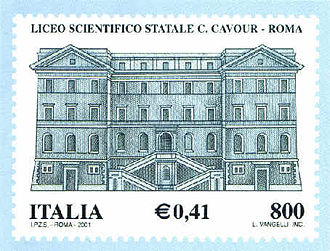 LICEO SCIENTIFICO STATALE C. CAVOUR - ROMA
ITALIA €0,41 800
I.P.Z.S. - ROMA - 2001 L. VANGELLI INC.